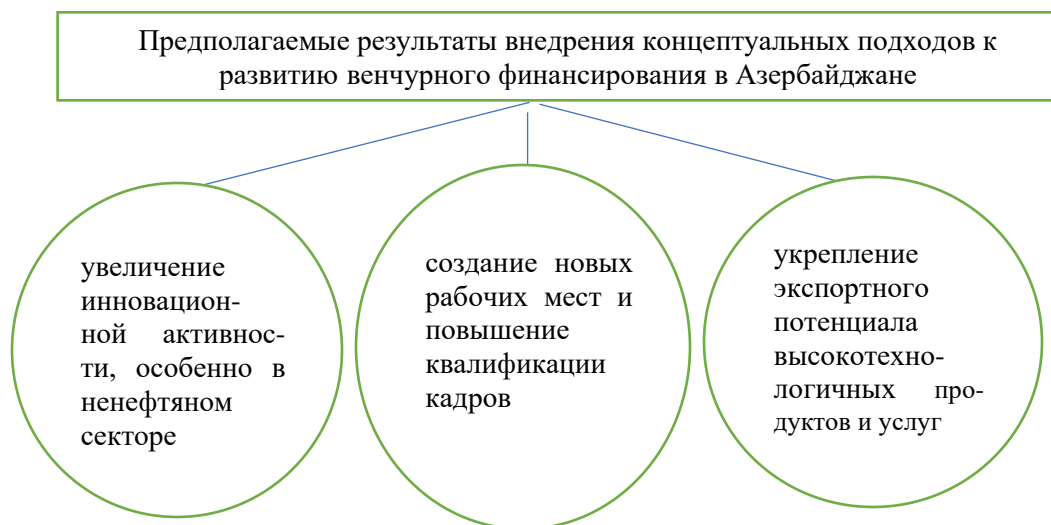 Предполагаемые результаты внедрения концептуальных подходов к
развитию венчурного финансирования в Азербайджане
увеличение
инновацион-
ной активнос-
ти, особенно в
ненефтяном
секторе
создание новых
рабочих мест и
повышение
квалификации
кадров
укрепление
экспортного
потенциала
высокотехно-
логичных про-
дуктов и услуг